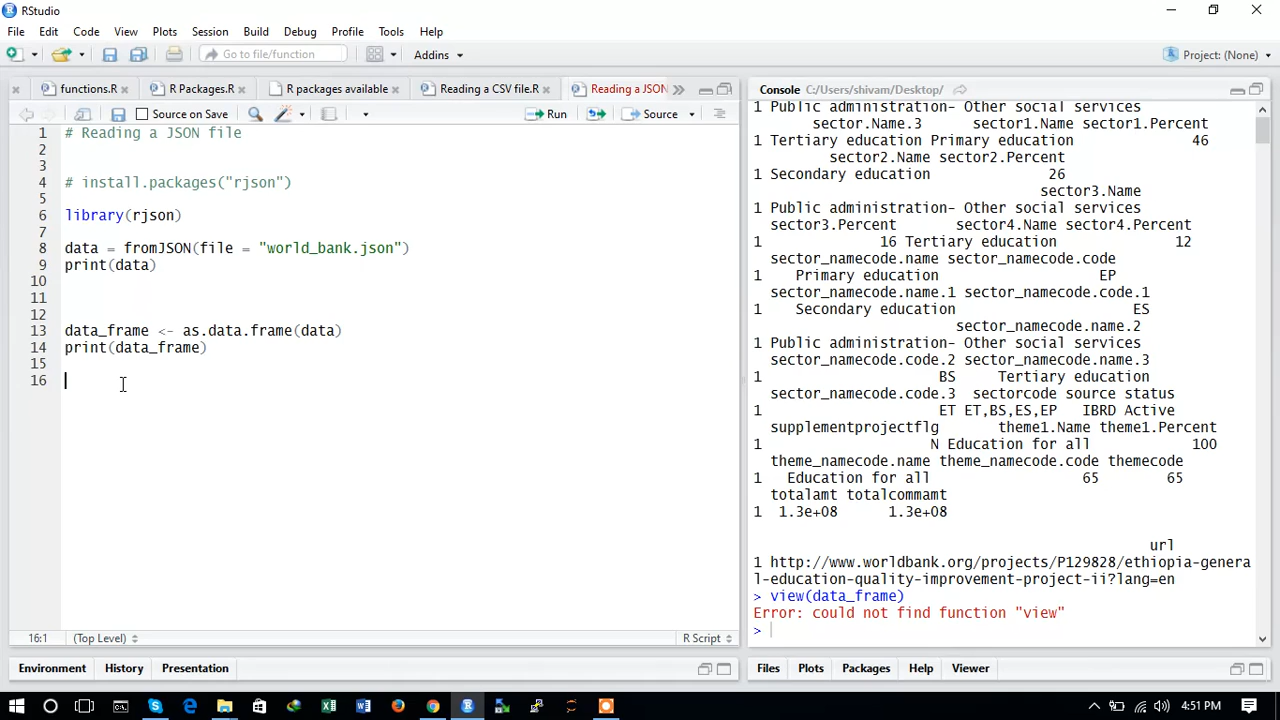 RStudio
File Edit Code View Plots Session Build Debug Profile Tools Help
Go to file/function Addins Project: (None)
functions.R R Packages.R R packages available Reading a CSV file.R Reading a JSON
Source on Save Run Source
1 # Reading a JSON file
2
3
4 # install.packages("rjson")
5
6 library(rjson)
7
8 data = fromJSON(file = "world_bank.json")
9 print(data)
10
11
12
13 data_frame <- as.data.frame(data)
14 print(data_frame)
15
16
16:1 (Top Level) R Script
Environment History Presentation
Console C:/Users/shivam/Desktop/
1 Public administration- Other social services
sector.Name.3 sector1.Name sector1.Percent
1 Tertiary education Primary education 46
sector2.Name sector2.Percent
1 Secondary education 26
sector3.Name
1 Public administration- Other social services
sector3.Percent sector4.Name sector4.Percent
1 16 Tertiary education 12
sector_namecode.name sector_namecode.code
1 Primary education EP
sector_namecode.name.1 sector_namecode.code.1
1 Secondary education ES
sector_namecode.name.2
1 Public administration- Other social services
sector_namecode.code.2 sector_namecode.name.3
1 BS Tertiary education
sector_namecode.code.3 sectorcode source status
1 ET ET,BS,ES,EP IBRD Active
supplementprojectflg theme1.Name theme1.Percent
1 N Education for all 100
theme_namecode.name theme_namecode.code themecode
1 Education for all 65 65
totalamt totalcommamt
1 1.3e+08 1.3e+08
url
1 http://www.worldbank.org/projects/P129828/ethiopia-genera
l-education-quality-improvement-project-ii?lang=en
> view(data_frame)
Error: could not find function "view"
>
Files Plots Packages Help Viewer
4:51 PM